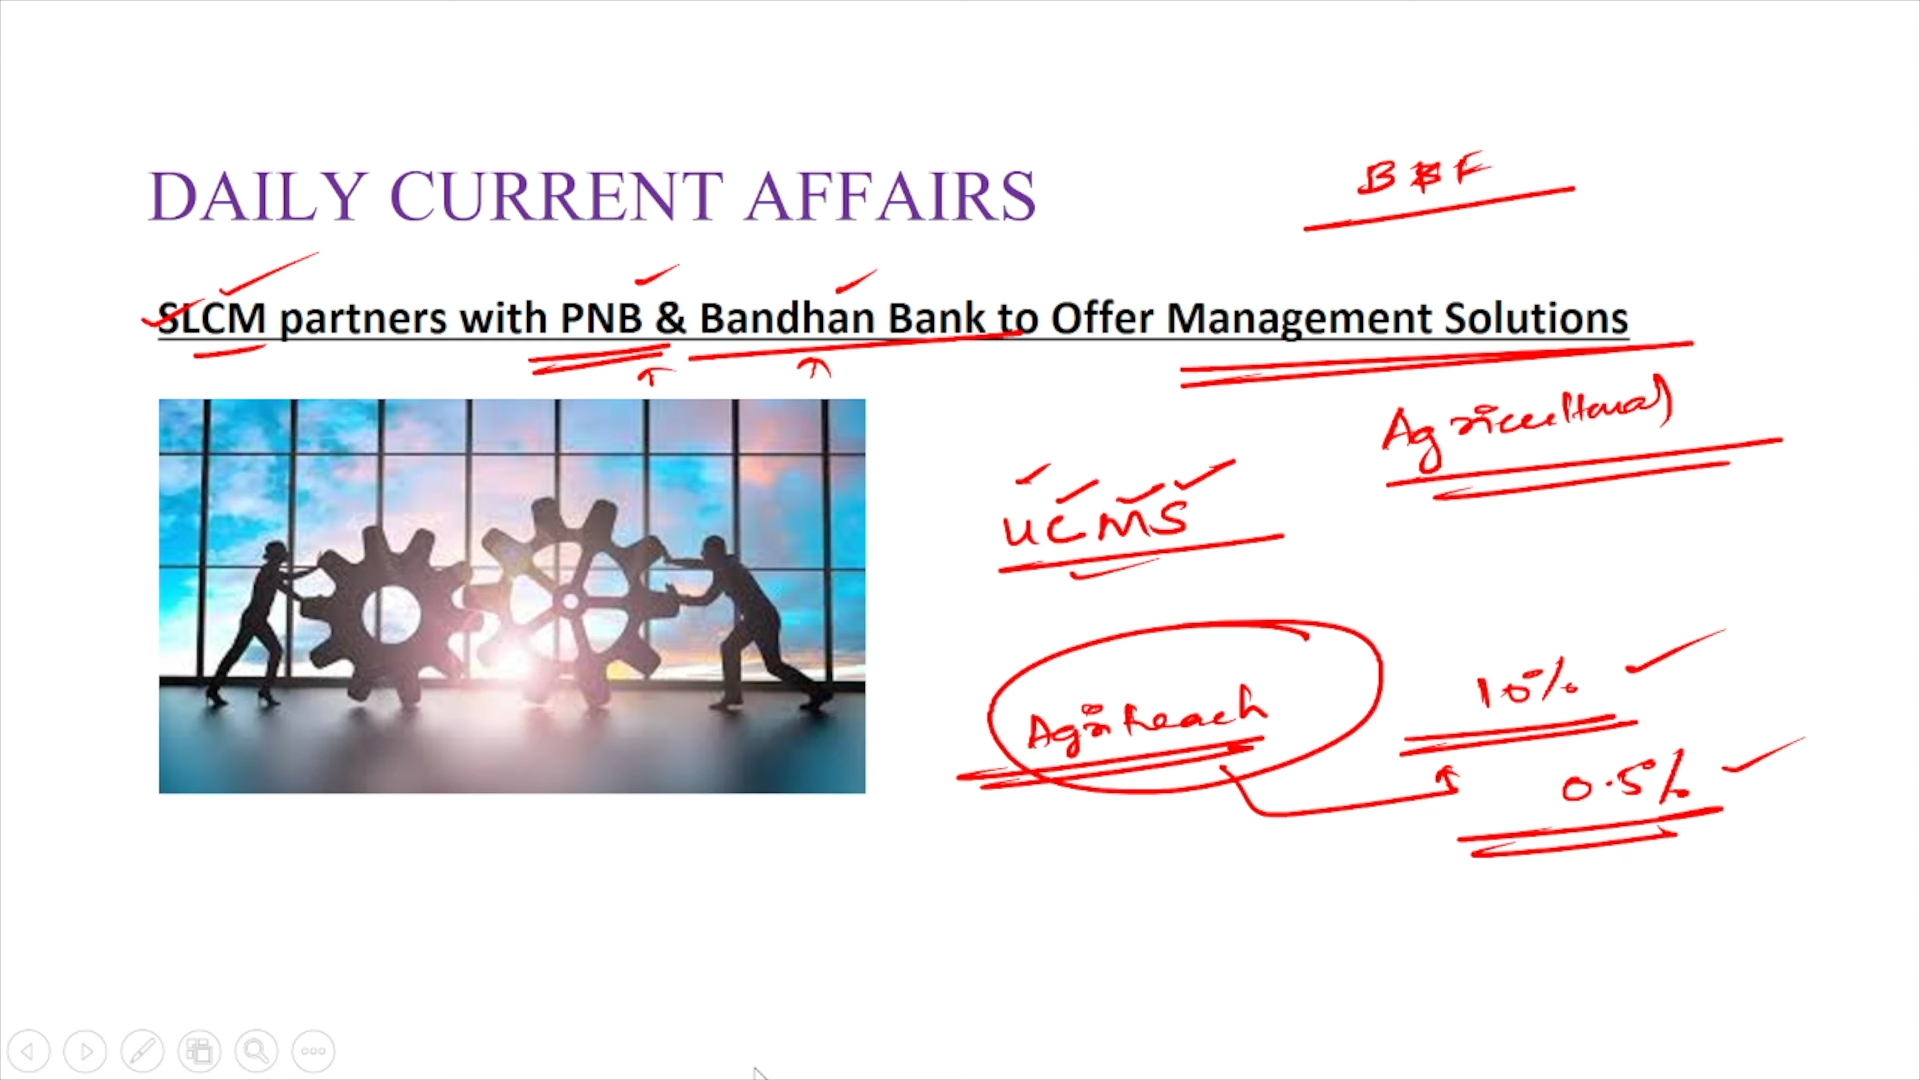 DAILY CURRENT AFFAIRS
SLCM partners with PNB & Bandhan Bank to Offer Management Solutions
Agricultural
UCMS
AgriReach
10%
0.5%